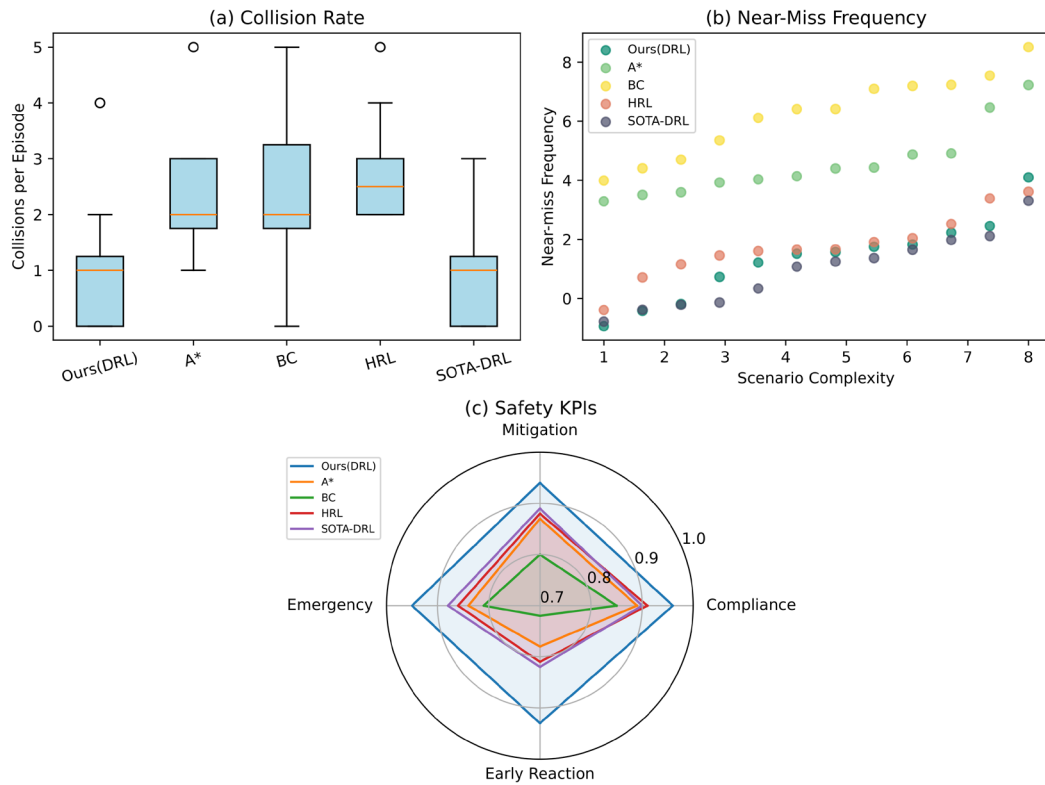 (a) Collision Rate
Collisions per Episode
5
4
3
2
1
0
Ours(DRL)
A*
BC
HRL
SOTA-DRL
(b) Near-Miss Frequency
Near-miss Frequency
8
6
4
2
0
Ours(DRL)
A*
BC
HRL
SOTA-DRL
1 2 3 4 5 6 7 8
Scenario Complexity
(c) Safety KPIs
Mitigation
Ours(DRL)
A*
BC
HRL
SOTA-DRL
1.0
0.9
0.8
0.7
Emergency
Compliance
Early Reaction